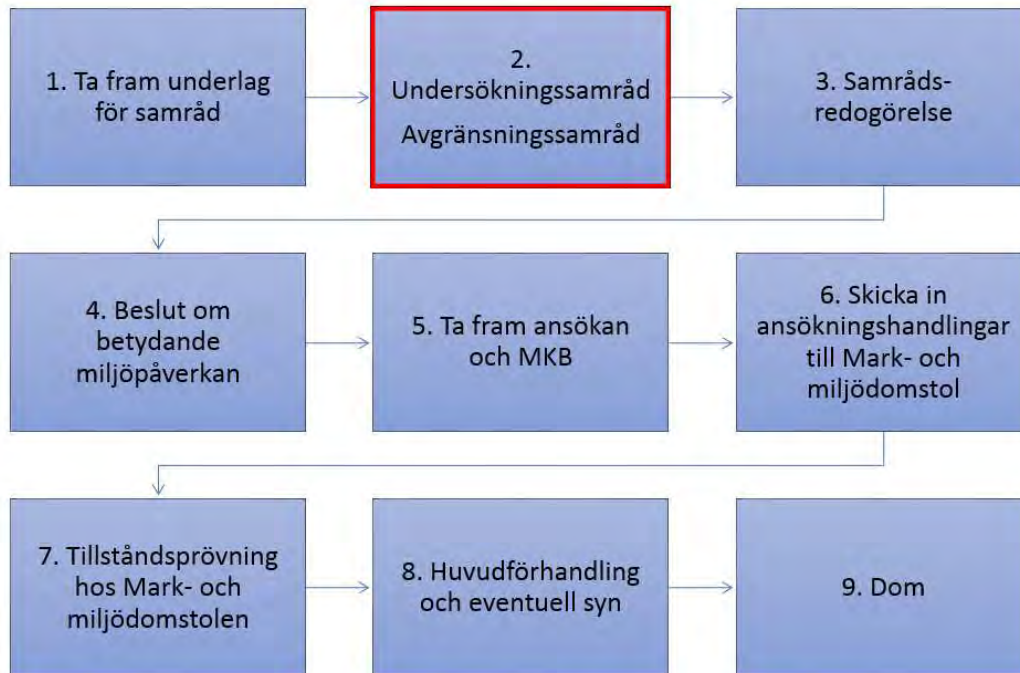 1. Ta fram underlag
för samråd
2.
Undersökningssamråd
Avgränsningssamråd
3. Samråds-
redogörelse
4. Beslut om
betydande
miljöpåverkan
5. Ta fram ansökan
och MKB
6. Skicka in
ansökningshandlingar
till Mark- och
miljödomstol
7. Tillståndsprövning
hos Mark- och
miljödomstolen
8. Huvudförhandling
och eventuell syn
9. Dom